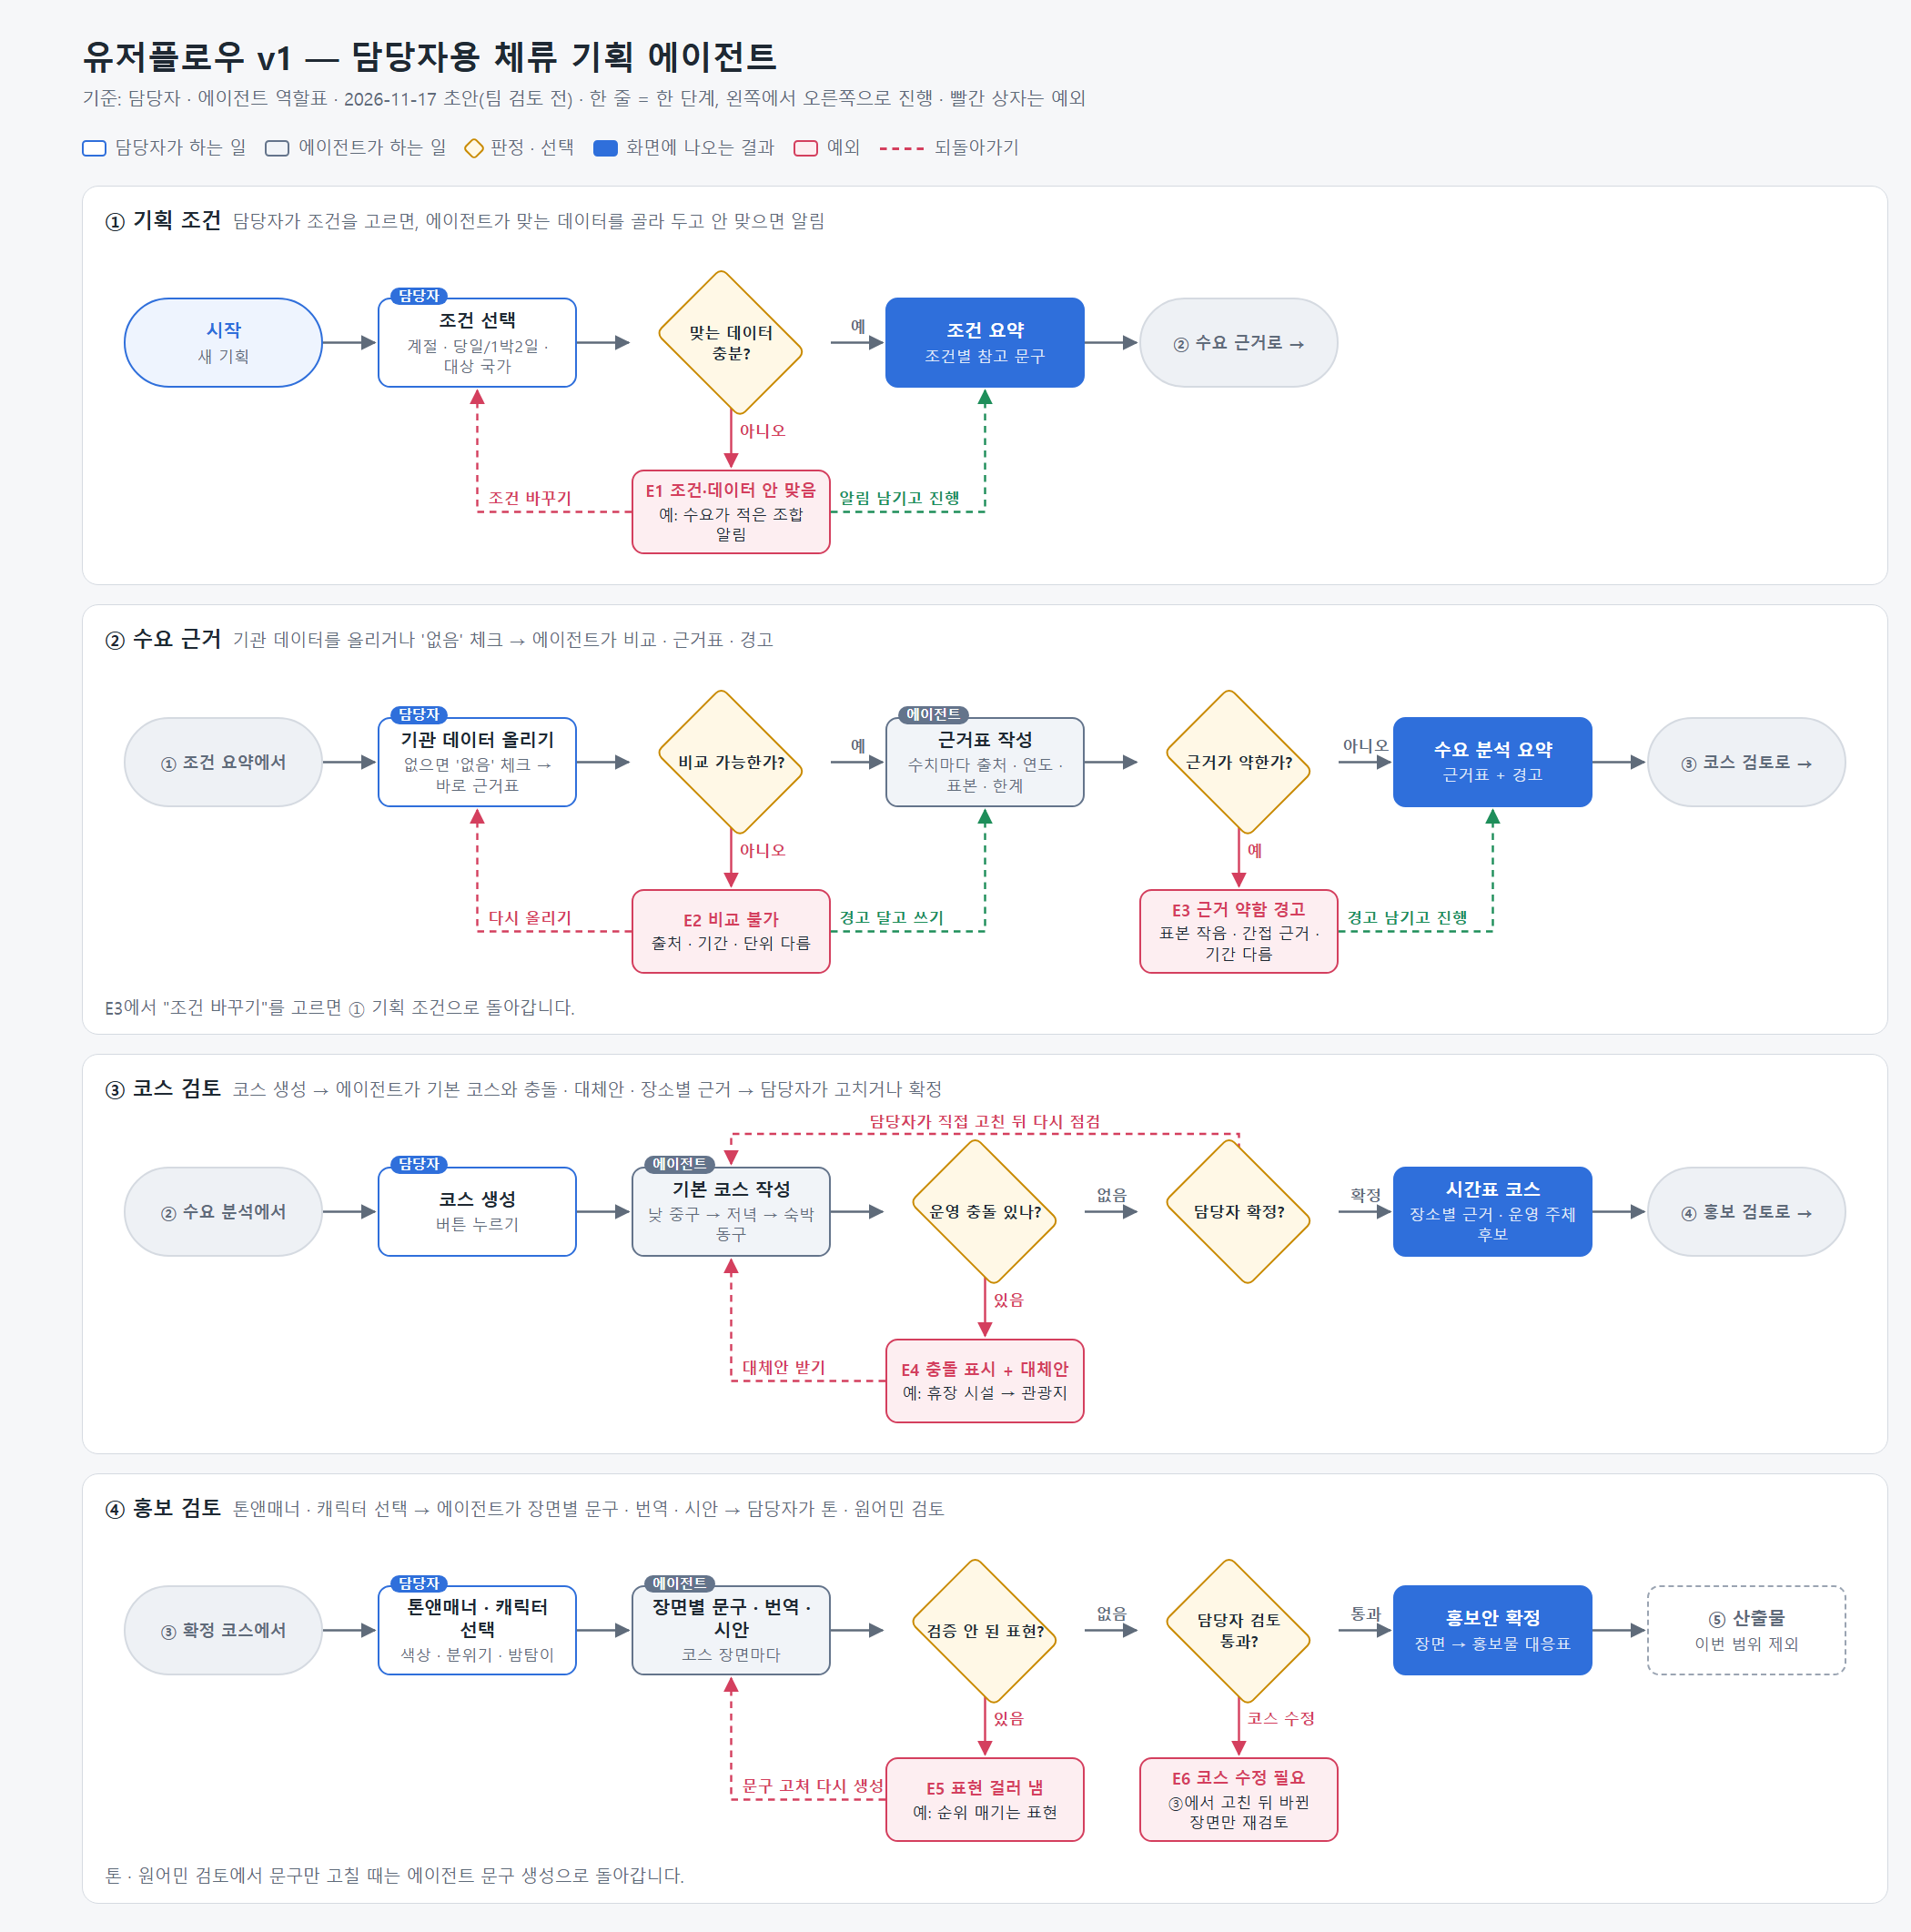 유저플로우 v1 — 담당자용 체류 기획 에이전트
기준: 담당자 · 에이전트 역할표 · 2026-11-17 초안(팀 검토 전) · 한 줄 = 한 단계, 왼쪽에서 오른쪽으로 진행 · 빨간 상자는 예외
담당자가 하는 일
에이전트가 하는 일
판정 · 선택
화면에 나오는 결과
예외
되돌아가기
① 기획 조건 담당자가 조건을 고르면, 에이전트가 맞는 데이터를 골라 두고 안 맞으면 알림
시작
새 기획
담당자
조건 선택
계절 · 당일/1박2일 ·
대상 국가
맞는 데이터
충분?
예
조건 요약
조건별 참고 문구
② 수요 근거로 →
아니오
조건 바꾸기
E1 조건·데이터 안 맞음
예: 수요가 적은 조합
알림
알림 남기고 진행
② 수요 근거 기관 데이터를 올리거나 '없음' 체크 → 에이전트가 비교 · 근거표 · 경고
① 조건 요약에서
담당자
기관 데이터 올리기
없으면 '없음' 체크 →
바로 근거표
비교 가능한가?
예
에이전트
근거표 작성
수치마다 출처 · 연도 ·
표본 · 한계
근거가 약한가?
아니오
수요 분석 요약
근거표 + 경고
③ 코스 검토로 →
아니오
예
다시 올리기
E2 비교 불가
출처 · 기간 · 단위 다름
경고 달고 쓰기
E3 근거 약함 경고
표본 작음 · 간접 근거 ·
기간 다름
경고 남기고 진행
E3에서 "조건 바꾸기"를 고르면 ① 기획 조건으로 돌아갑니다.
③ 코스 검토 코스 생성 → 에이전트가 기본 코스와 충돌 · 대체안 · 장소별 근거 → 담당자가 고치거나 확정
담당자가 직접 고친 뒤 다시 점검
② 수요 분석에서
담당자
코스 생성
버튼 누르기
에이전트
기본 코스 작성
낮 중구 → 저녁 → 숙박
동구
운영 충돌 있나?
없음
담당자 확정?
확정
시간표 코스
장소별 근거 · 운영 주체
후보
④ 홍보 검토로 →
있음
대체안 받기
E4 충돌 표시 + 대체안
예: 휴장 시설 → 관광지
④ 홍보 검토 톤앤매너 · 캐릭터 선택 → 에이전트가 장면별 문구 · 번역 · 시안 → 담당자가 톤 · 원어민 검토
③ 확정 코스에서
담당자
톤앤매너 · 캐릭터
선택
색상 · 분위기 · 밤탐이
에이전트
장면별 문구 · 번역 ·
시안
코스 장면마다
검증 안 된 표현?
없음
담당자 검토
통과?
통과
홍보안 확정
장면 → 홍보물 대응표
⑤ 산출물
이번 범위 제외
있음
코스 수정
문구 고쳐 다시 생성
E5 표현 걸러 냄
예: 순위 매기는 표현
E6 코스 수정 필요
③에서 고친 뒤 바뀐
장면만 재검토
톤 · 원어민 검토에서 문구만 고칠 때는 에이전트 문구 생성으로 돌아갑니다.